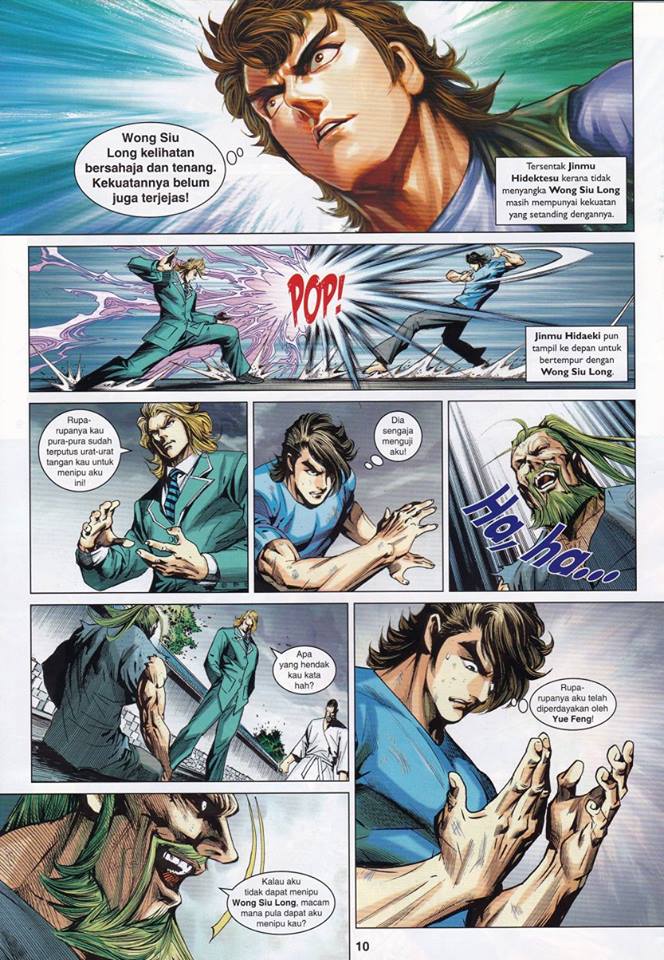 Wong Siu
Long kelihatan
bersahaja dan tenang.
Kekuatannya belum
juga terjejas!
Tersentak Jinmu
Hidektesu kerana tidak
menyangka Wong Siu Long
masih mempunyai kekuatan
yang setanding dengannya.
POP!
Jinmu Hidaeki pun
tampil ke depan untuk
bertempur dengan
Wong Siu Long.
Rupa-
rupanya kau
pura-pura sudah
terputus urat-urat
tangan kau untuk
menipu aku
ini!
Dia
sengaja
menguji
aku!
Ha, ha...
Apa
yang hendak
kau kata
hah?
Rupa-
rupanya aku telah
diperdayakan oleh
Yue Feng!
Kalau aku
tidak dapat menipu
Wong Siu Long, macam
mana pula dapat aku
menipu kau?
10